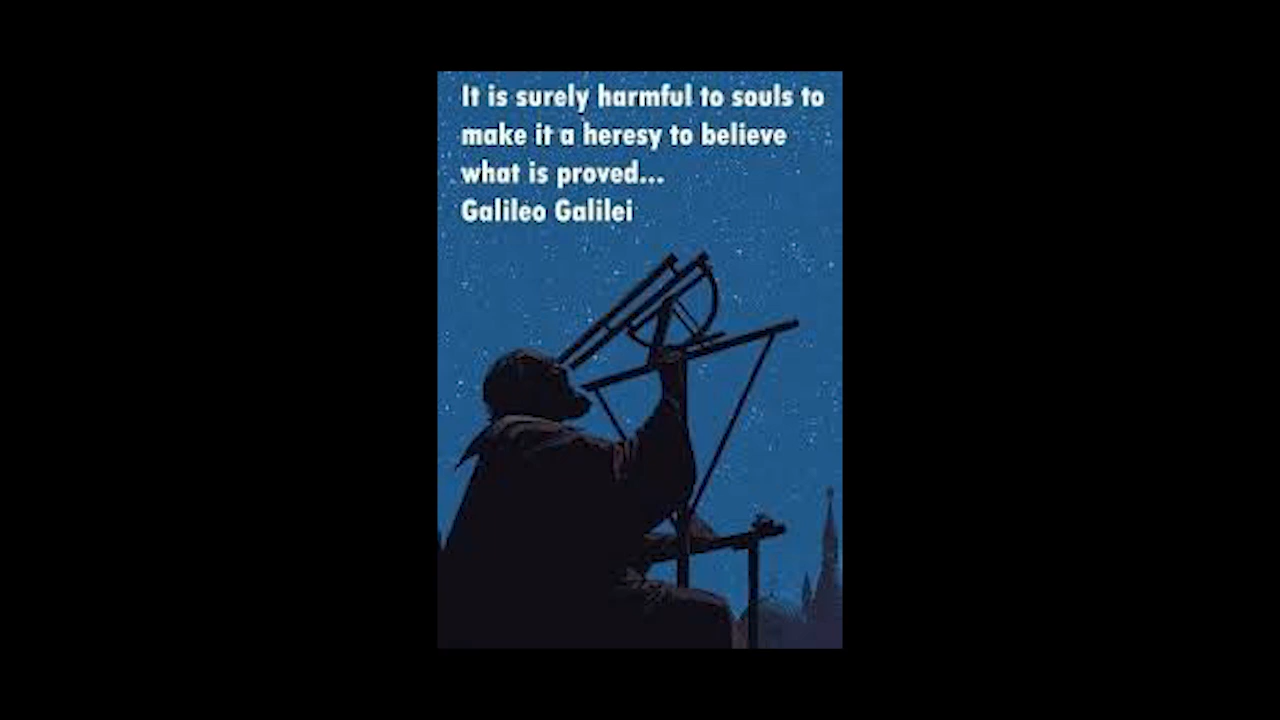 It is surely harmful to souls to
make it a heresy to believe
what is proved...
Galileo Galilei